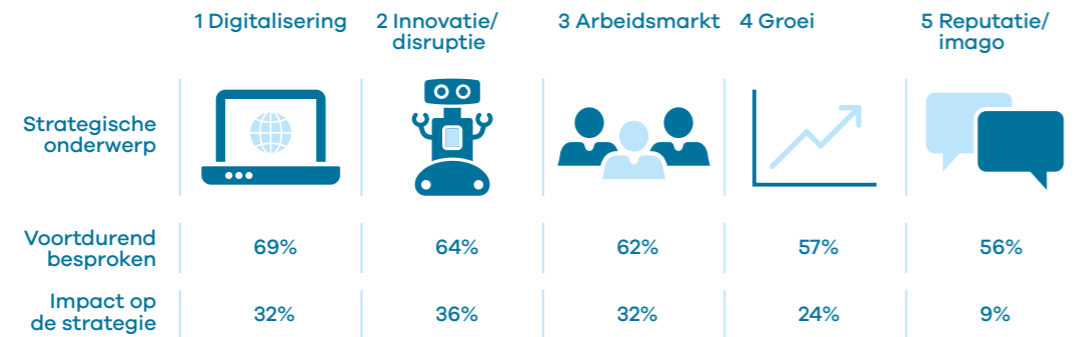 1 Digitalisering
2 Innovatie/
disruptie
3 Arbeidsmarkt
4 Groei
5 Reputatie/
imago
Strategische
onderwerp
Voortdurend
besproken
69%
64%
62%
57%
56%
Impact op
de strategie
32%
36%
32%
24%
9%